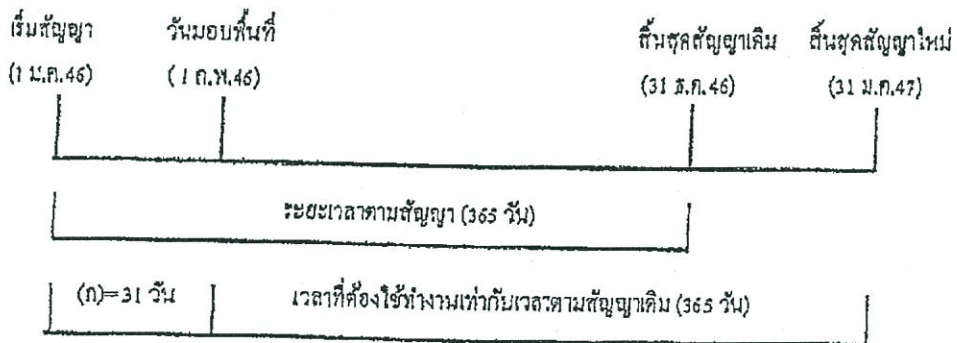 เริ่มสัญญา วันมอบพื้นที่ สิ้นสุดสัญญาเดิม สิ้นสุดสัญญาใหม่
(1 ม.ค.46) (1 ก.พ.46) (31 ธ.ค.46) (31 ม.ค.47)
ระยะเวลาตามสัญญา (365 วัน)
(ก)=31 วัน เวลาที่ต้องใช้ทำงานเท่ากับเวลาตามสัญญาเดิม (365 วัน)